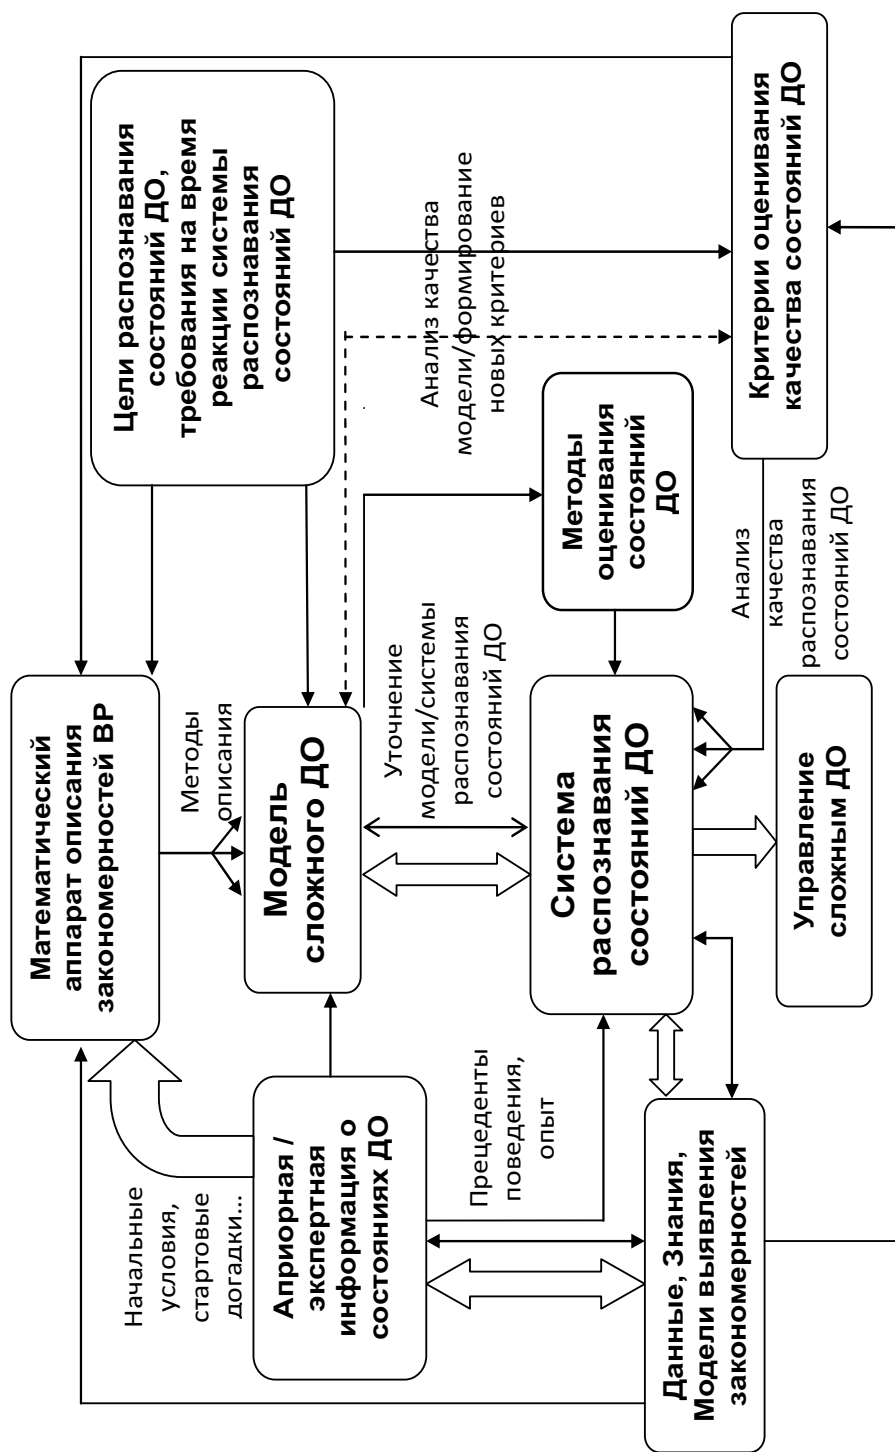 Математический
аппарат описания
закономерностей ВР
Цели распознавания
состояний ДО,
требования на время
реакции системы
распознавания
состояний ДО
Начальные
условия,
стартовые
догадки…
Методы
описания
Априорная /
экспертная
информация о
состояниях ДО
Модель
сложного ДО
Анализ качества
модели/формирование
новых критериев
Уточнение
модели/системы
распознавания
состояний ДО
Прецеденты
поведения,
опыт
Методы
оценивания
состояний
ДО
Система
распознавания
состояний ДО
Данные, Знания,
Модели выявления
закономерностей
Анализ
качества
распознавания
состояний ДО
Критерии оценивания
качества состояний ДО
Управление
сложным ДО